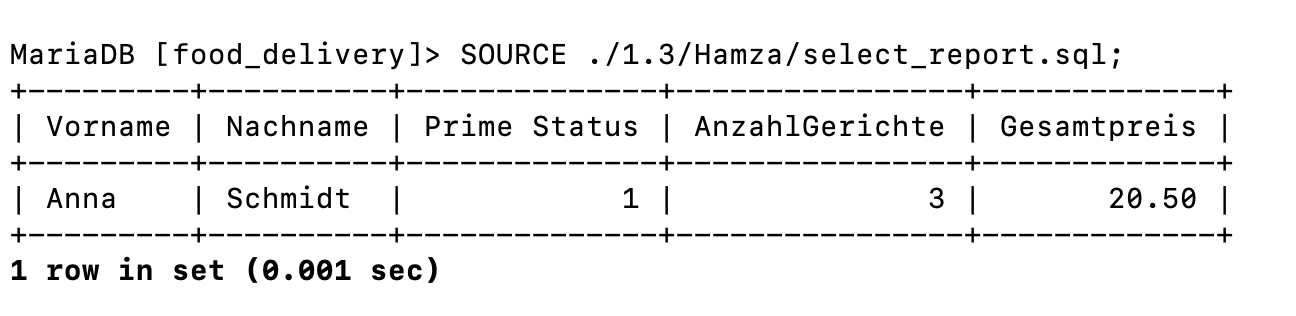 MariaDB [food_delivery]> SOURCE ./1.3/Hamza/select_report.sql;
+---------+----------+--------------+---------------+-------------+
| Vorname | Nachname | Prime Status | AnzahlGerichte | Gesamtpreis |
+---------+----------+--------------+---------------+-------------+
| Anna    | Schmidt  |            1 |              3 |       20.50 |
+---------+----------+--------------+---------------+-------------+
1 row in set (0.001 sec)